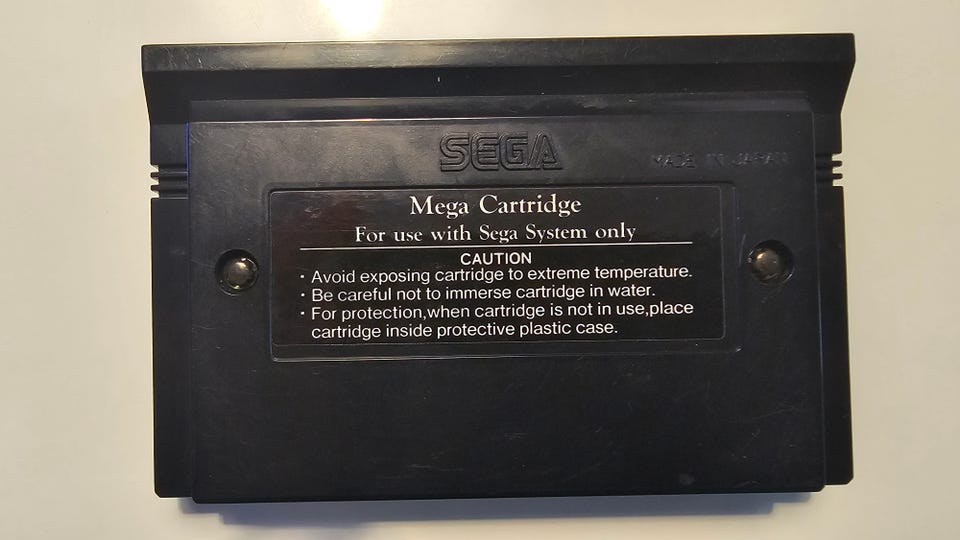 SEGA
MADE IN JAPAN
Mega Cartridge
For use with Sega System only
CAUTION
· Avoid exposing cartridge to extreme temperature.
· Be careful not to immerse cartridge in water.
· For protection,when cartridge is not in use,place
cartridge inside protective plastic case.